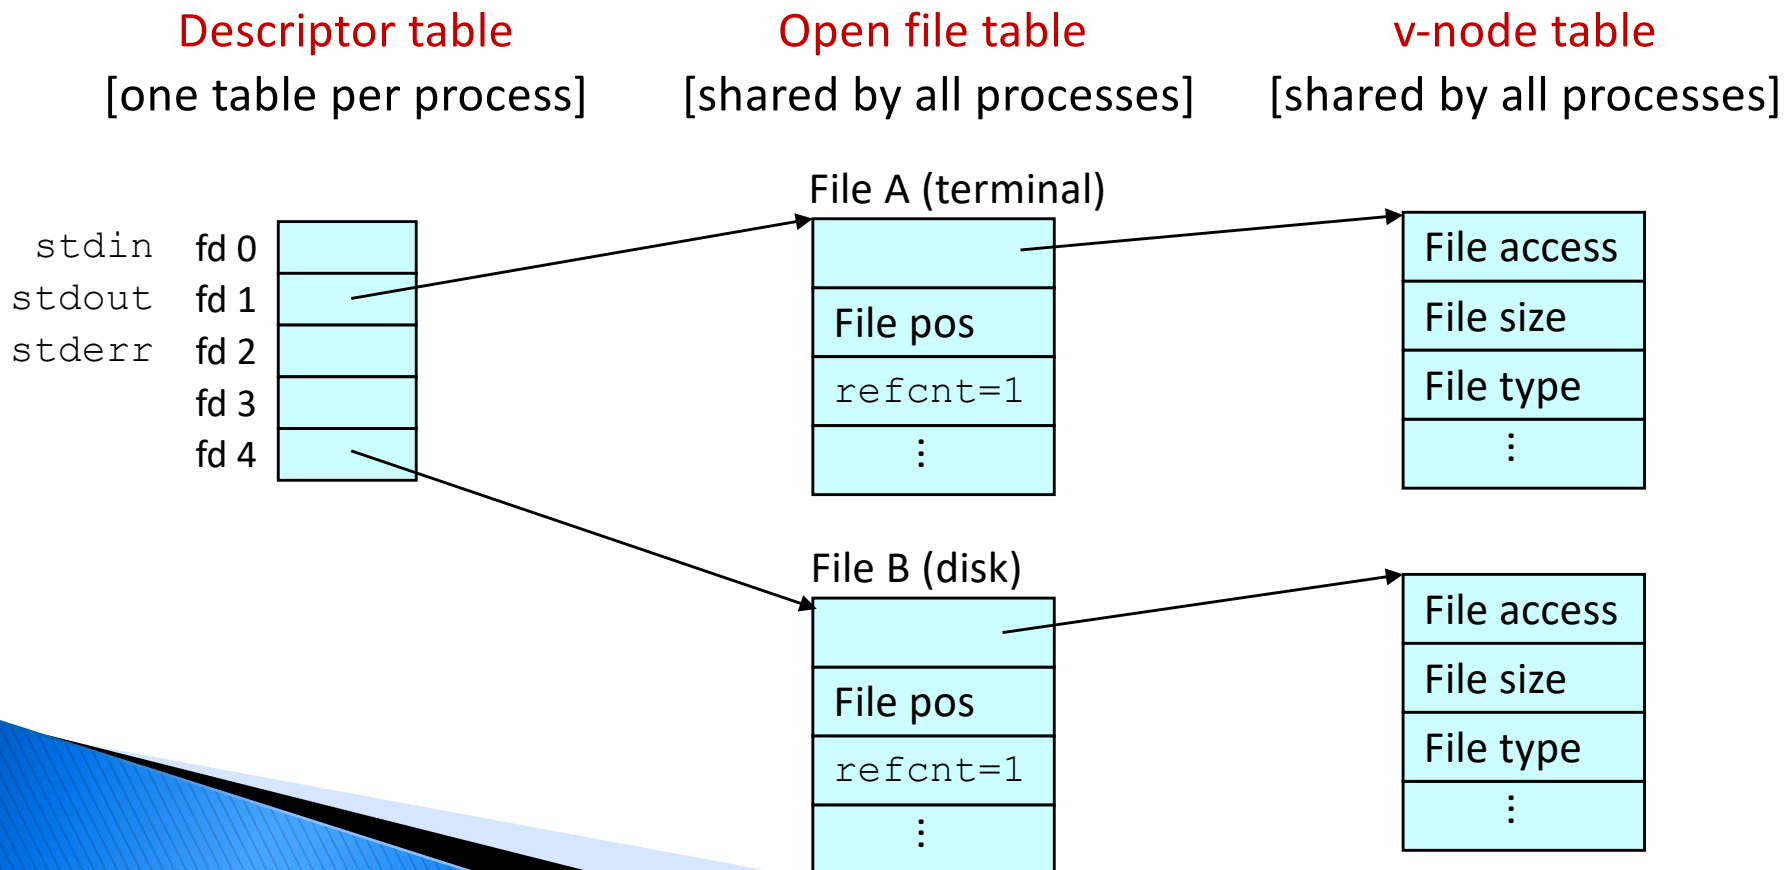 Descriptor table
[one table per process]
Open file table
[shared by all processes]
v-node table
[shared by all processes]
stdin fd 0
stdout fd 1
stderr fd 2
fd 3
fd 4
File A (terminal)
File pos
refcnt=1
⋮
File access
File size
File type
⋮
File B (disk)
File pos
refcnt=1
⋮
File access
File size
File type
⋮